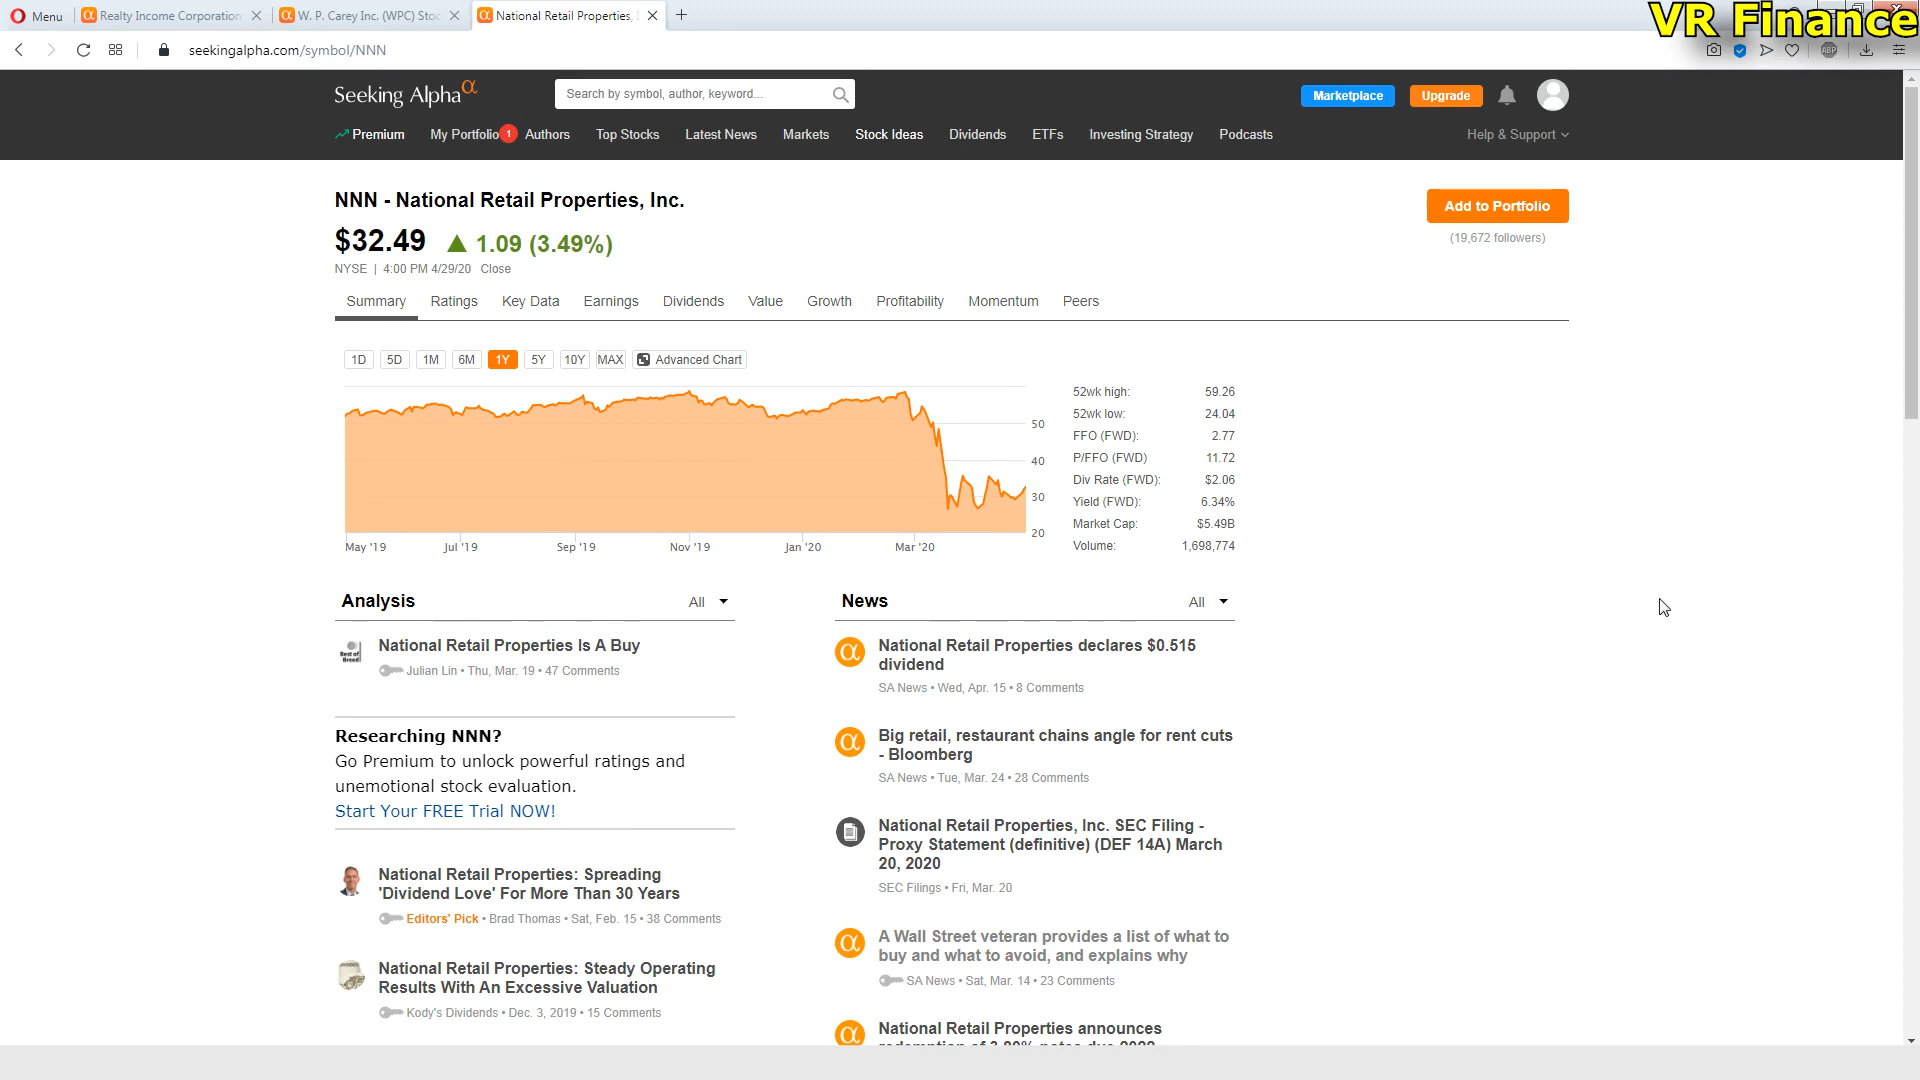 VR Finance
Menu
Realty Income Corporation
W. P. Carey Inc. (WPC) Stoc
National Retail Properties, I
seekingalpha.com/symbol/NNN
ABP
Seeking Alpha α
Search by symbol, author, keyword...
Marketplace
Upgrade
Premium
My Portfolio
1
Authors
Top Stocks
Latest News
Markets
Stock Ideas
Dividends
ETFs
Investing Strategy
Podcasts
Help & Support
NNN - National Retail Properties, Inc.
Add to Portfolio
(19,672 followers)
$32.49 ▲ 1.09 (3.49%)
NYSE | 4:00 PM 4/29/20 Close
Summary
Ratings
Key Data
Earnings
Dividends
Value
Growth
Profitability
Momentum
Peers
1D
5D
1M
6M
1Y
5Y
10Y
MAX
Advanced Chart
50
40
30
20
May '19
Jul '19
Sep '19
Nov '19
Jan '20
Mar '20
52wk high: 59.26
52wk low: 24.04
FFO (FWD): 2.77
P/FFO (FWD) 11.72
Div Rate (FWD): $2.06
Yield (FWD): 6.34%
Market Cap: $5.49B
Volume: 1,698,774
Analysis
All
Best of
Breed
National Retail Properties Is A Buy
Julian Lin • Thu, Mar. 19 • 47 Comments
Researching NNN?
Go Premium to unlock powerful ratings and
unemotional stock evaluation.
Start Your FREE Trial NOW!
National Retail Properties: Spreading
'Dividend Love' For More Than 30 Years
Editors' Pick • Brad Thomas • Sat, Feb. 15 • 38 Comments
National Retail Properties: Steady Operating
Results With An Excessive Valuation
Kody's Dividends • Dec. 3, 2019 • 15 Comments
News
All
National Retail Properties declares $0.515
dividend
SA News • Wed, Apr. 15 • 8 Comments
Big retail, restaurant chains angle for rent cuts
- Bloomberg
SA News • Tue, Mar. 24 • 28 Comments
National Retail Properties, Inc. SEC Filing -
Proxy Statement (definitive) (DEF 14A) March
20, 2020
SEC Filings • Fri, Mar. 20
A Wall Street veteran provides a list of what to
buy and what to avoid, and explains why
SA News • Sat, Mar. 14 • 23 Comments
National Retail Properties announces